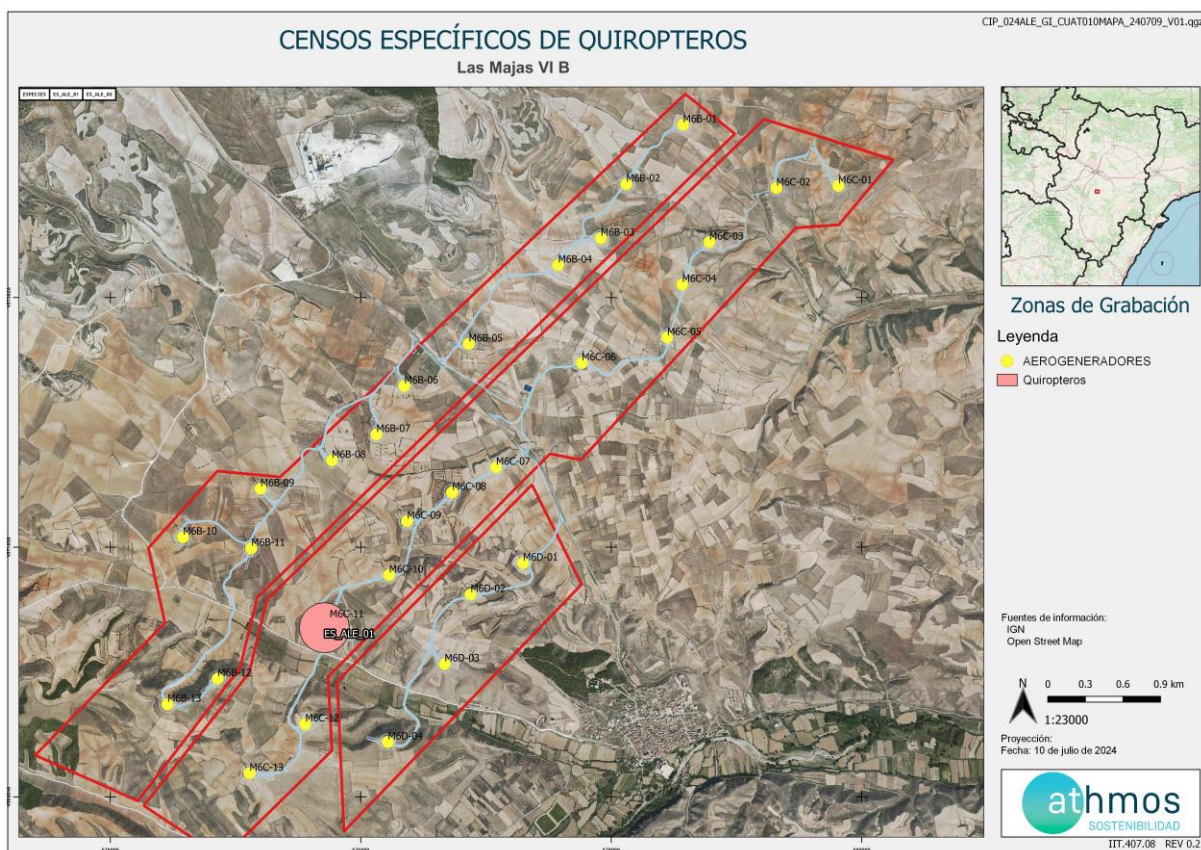 CIP_024ALE_GI_CUAT010MAPA_240709_V01.qgz
CENSOS ESPECÍFICOS DE QUIROPTEROS
Las Majas VI B
ESPECIES ES_ALE_01 ES_ALE_02
M6B-01
M6B-02
M6C-02
M6C-01
M6B-03
M6C-03
M6B-04
M6C-04
M6B-05
M6C-05
M6C-06
M6B-06
M6B-07
M6B-08
M6C-07
M6B-09
M6C-08
M6C-09
M6B-10
M6B-11
M6D-01
M6C-10
M6D-02
M6C-11
ES_ALE_01
M6D-03
M6B-12
M6B-13
M6C-12
M6D-04
M6C-13
Zonas de Grabación
Leyenda
AEROGENERADORES
Quiropteros
Fuentes de información:
IGN
Open Street Map
N
0 0.3 0.6 0.9 km
1:23000
Proyección:
Fecha: 10 de julio de 2024
athmos
SOSTENIBILIDAD
IIT.407.08 REV 0.2